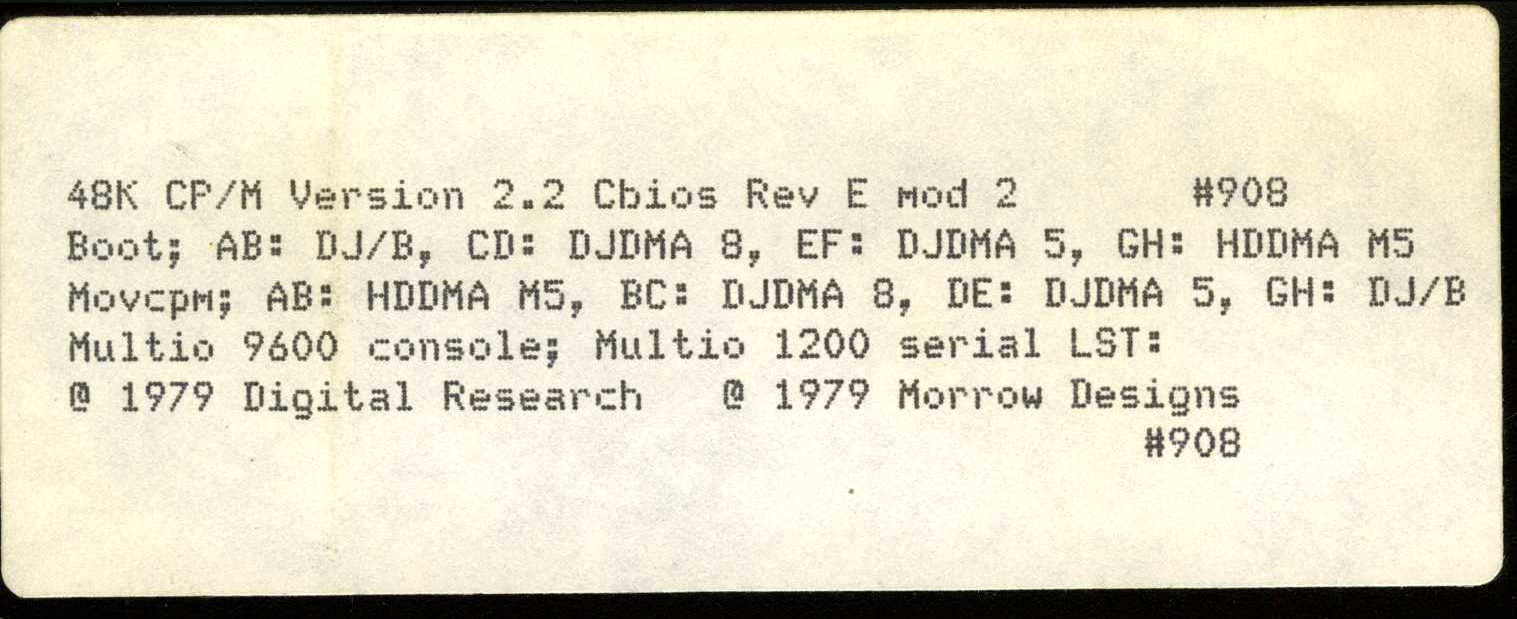 48K CP/M Version 2.2 Cbios Rev E mod 2 #908
Boot; AB: DJ/B, CD: DJDMA 8, EF: DJDMA 5, GH: HDDMA M5
Movcpm; AB: HDDMA M5, BC: DJDMA 8, DE: DJDMA 5, GH: DJ/B
Multio 9600 console; Multio 1200 serial LST:
@ 1979 Digital Research @ 1979 Morrow Designs
#908